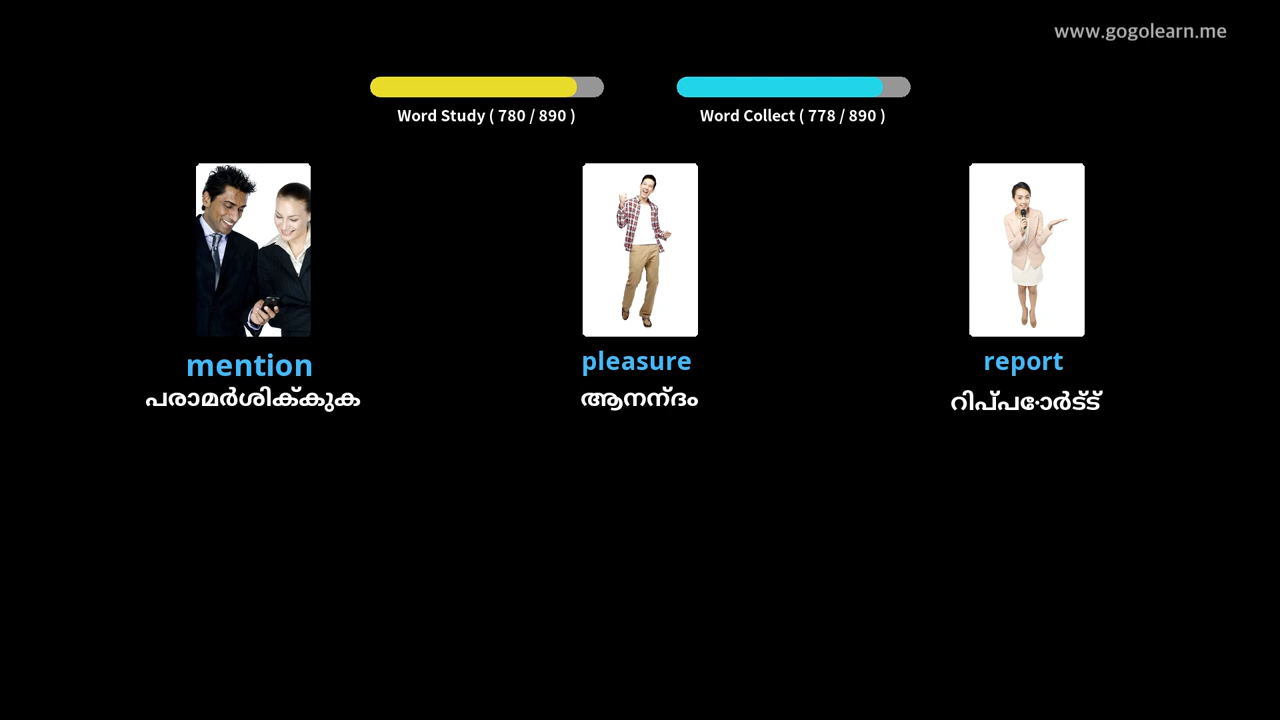 www.gogolearn.me
Word Study ( 780 / 890 )
Word Collect ( 778 / 890 )
mention
pleasure
report
പരാമർശിക്കുക
ആനന്ദം
റിപ്പോർട്ട്